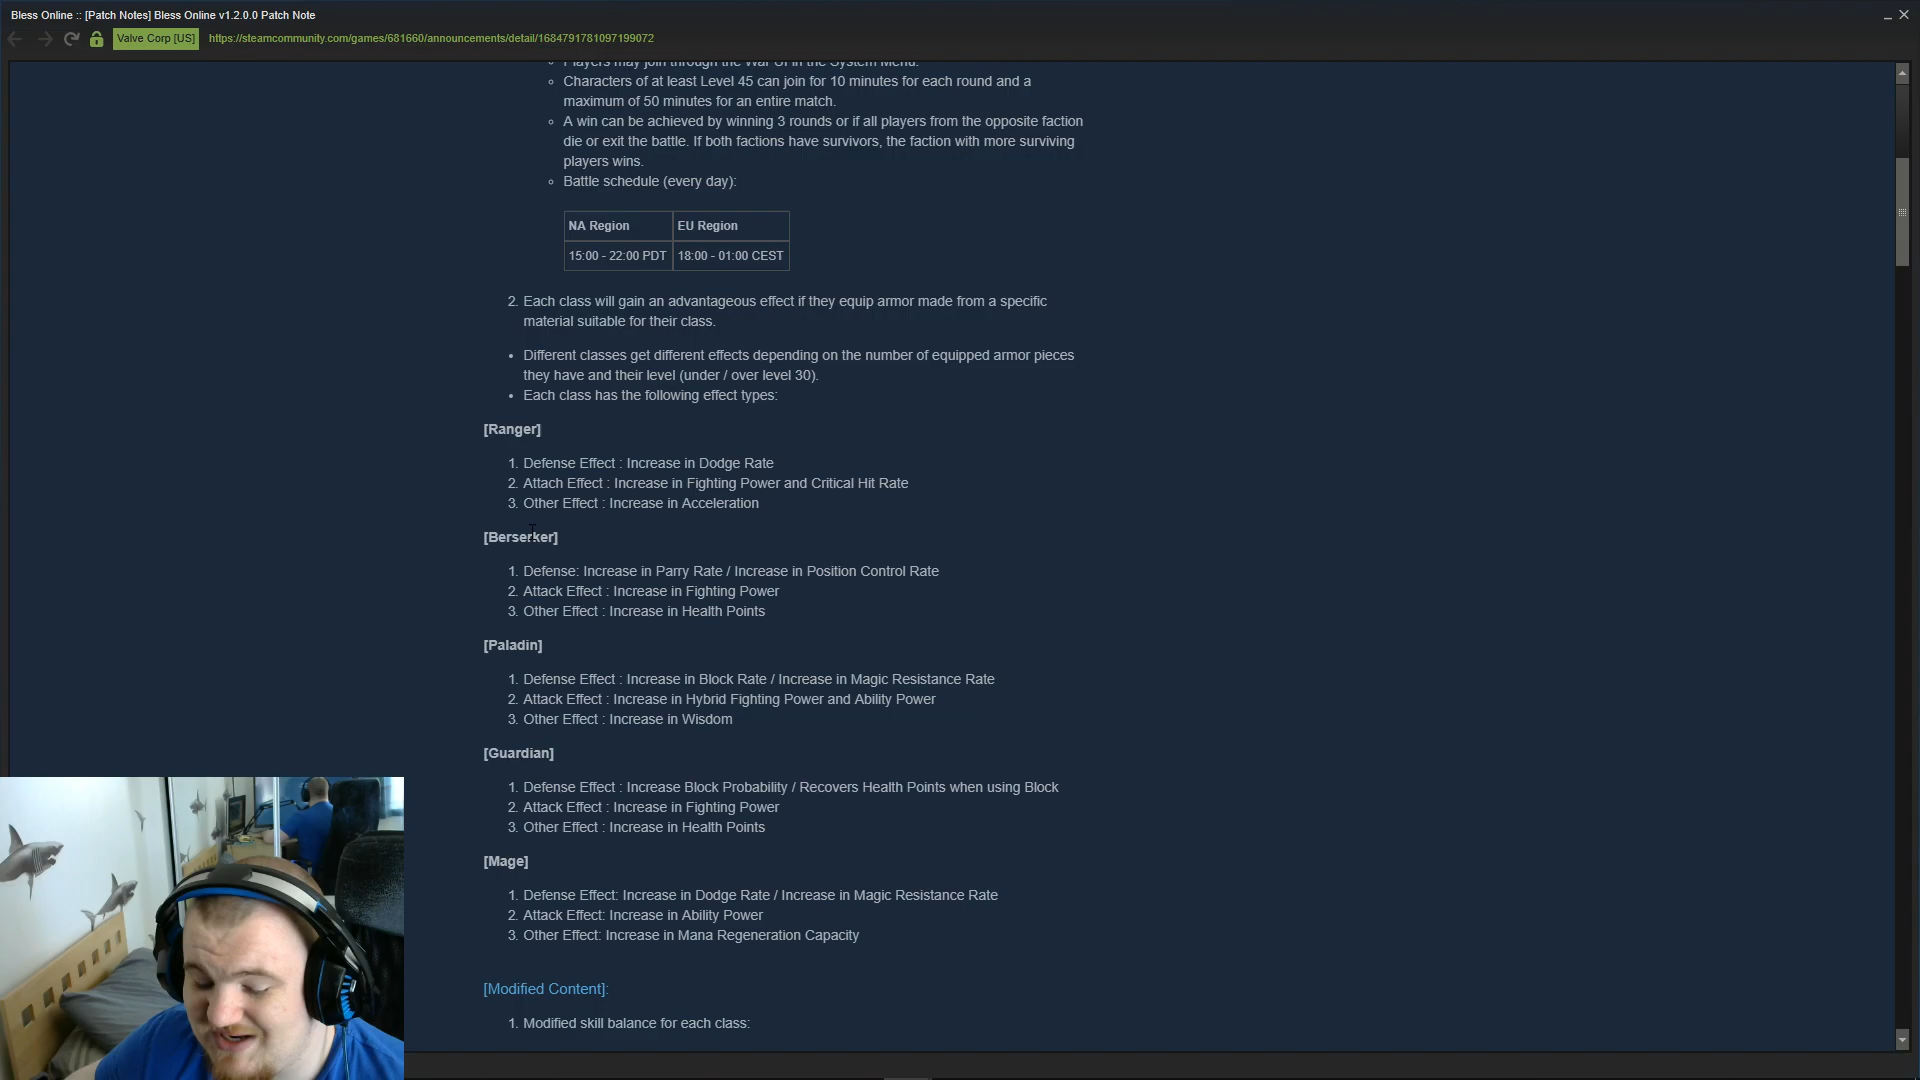 Bless Online :: [Patch Notes] Bless Online v1.2.0.0 Patch Note
Valve Corp [US] https://steamcommunity.com/games/681660/announcements/detail/1684791781097199072
Players may join through the War UI in the System Menu.
Characters of at least Level 45 can join for 10 minutes for each round and a
maximum of 50 minutes for an entire match.
A win can be achieved by winning 3 rounds or if all players from the opposite faction
die or exit the battle. If both factions have survivors, the faction with more surviving
players wins.
Battle schedule (every day):
NA Region EU Region
15:00 - 22:00 PDT 18:00 - 01:00 CEST
2. Each class will gain an advantageous effect if they equip armor made from a specific
material suitable for their class.
• Different classes get different effects depending on the number of equipped armor pieces
they have and their level (under / over level 30).
• Each class has the following effect types:
[Ranger]
1. Defense Effect : Increase in Dodge Rate
2. Attach Effect : Increase in Fighting Power and Critical Hit Rate
3. Other Effect : Increase in Acceleration
[Berserker]
1. Defense: Increase in Parry Rate / Increase in Position Control Rate
2. Attack Effect : Increase in Fighting Power
3. Other Effect : Increase in Health Points
[Paladin]
1. Defense Effect : Increase in Block Rate / Increase in Magic Resistance Rate
2. Attack Effect : Increase in Hybrid Fighting Power and Ability Power
3. Other Effect : Increase in Wisdom
[Guardian]
1. Defense Effect : Increase Block Probability / Recovers Health Points when using Block
2. Attack Effect : Increase in Fighting Power
3. Other Effect : Increase in Health Points
[Mage]
1. Defense Effect: Increase in Dodge Rate / Increase in Magic Resistance Rate
2. Attack Effect: Increase in Ability Power
3. Other Effect: Increase in Mana Regeneration Capacity
[Modified Content]:
1. Modified skill balance for each class: